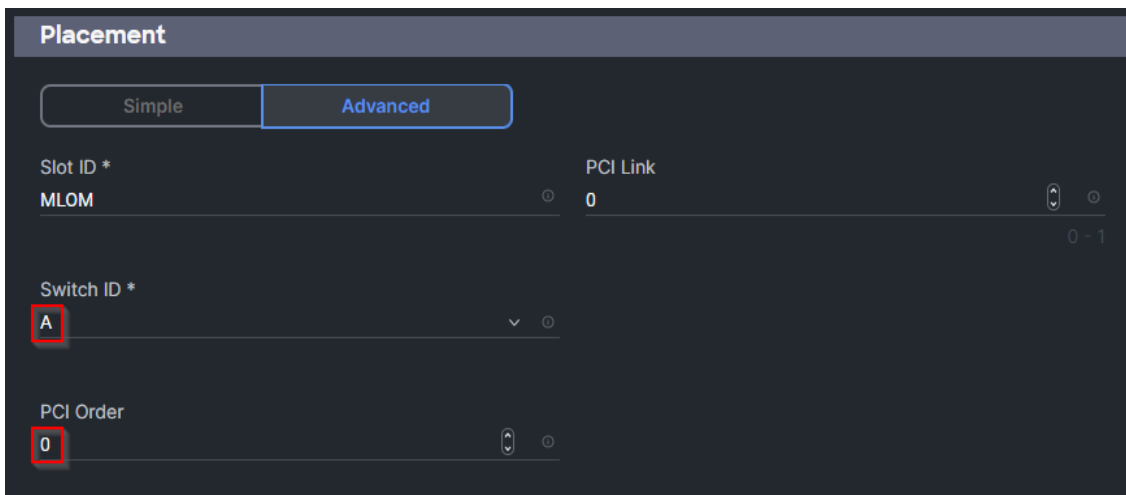 Placement
Simple Advanced
Slot ID * PCI Link
MLOM 0
0 - 1
Switch ID *
A
PCI Order
0